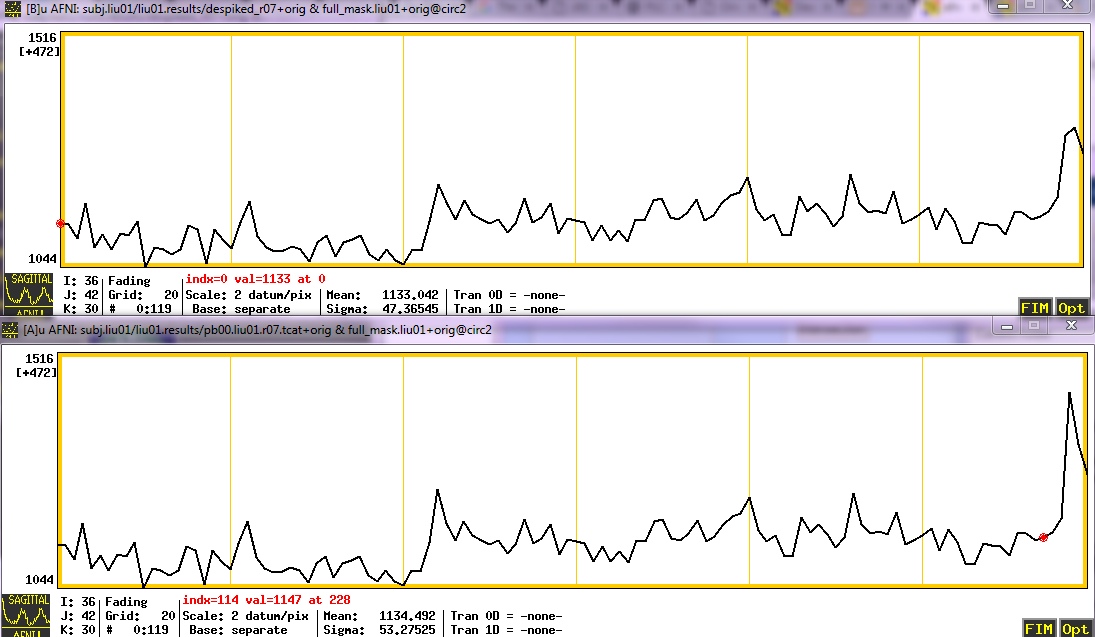 [B]u AFNI: subj.liu01/liu01.results/despiked_r07+orig & full_mask.liu01+orig@circ2
1516
[+472]
1044
SAGITTAL
I: 36 Fading indx=0 val=1133 at 0
J: 42 Grid: 20 Scale: 2 datum/pix Mean: 1133.042 Tran 0D = -none-
K: 30 # 0:119 Base: separate Sigma: 47.36545 Tran 1D = -none-
AFNI
FIM Opt
[A]u AFNI: subj.liu01/liu01.results/pb00.liu01.r07.tcat+orig & full_mask.liu01+orig@circ2
1516
[+472]
1044
SAGITTAL
I: 36 Fading indx=114 val=1147 at 228
J: 42 Grid: 20 Scale: 2 datum/pix Mean: 1134.492 Tran 0D = -none-
K: 30 # 0:119 Base: separate Sigma: 53.27525 Tran 1D = -none-
AFNI
FIM Opt